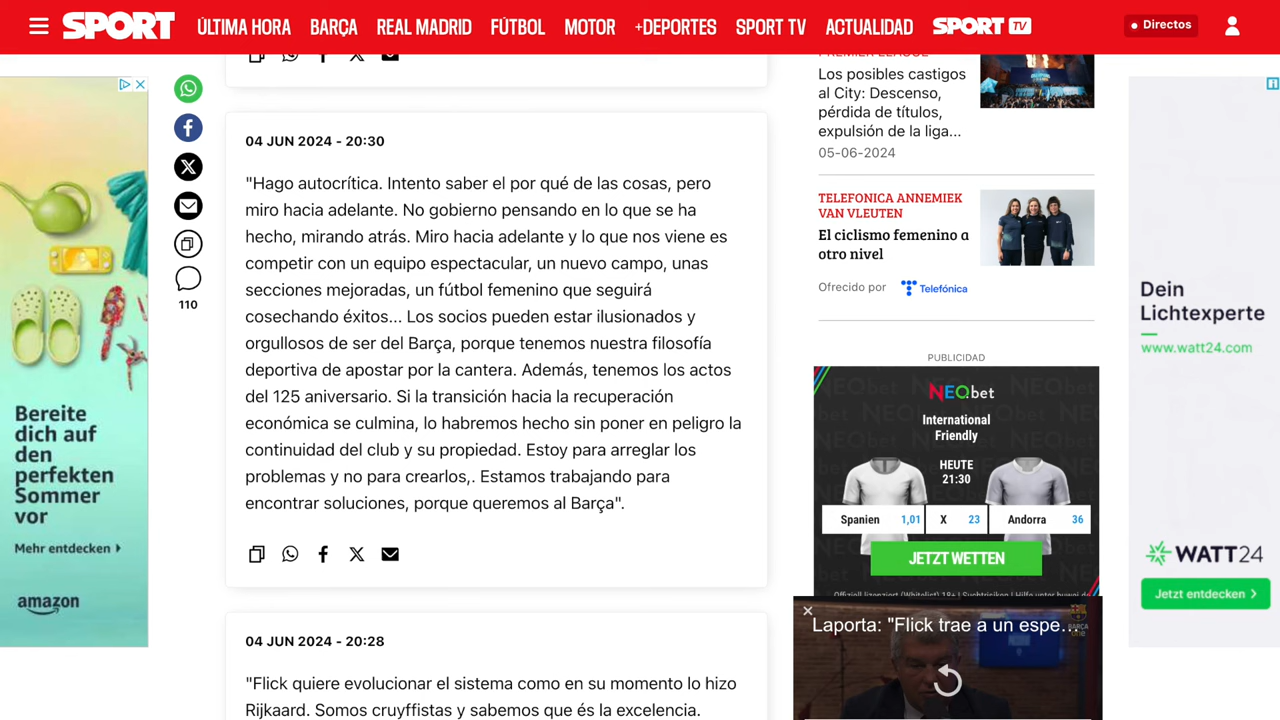 SPORT
ÚLTIMA HORA
BARÇA
REAL MADRID
FÚTBOL
MOTOR
+DEPORTES
SPORT TV
ACTUALIDAD
SPORT TV
Directos
110
Bereite
dich auf
den
perfekten
Sommer
vor
Mehr entdecken
amazon
04 JUN 2024 - 20:30
"Hago autocrítica. Intento saber el por qué de las cosas, pero
miro hacia adelante. No gobierno pensando en lo que se ha
hecho, mirando atrás. Miro hacia adelante y lo que nos viene es
competir con un equipo espectacular, un nuevo campo, unas
secciones mejoradas, un fútbol femenino que seguirá
cosechando éxitos... Los socios pueden estar ilusionados y
orgullosos de ser del Barça, porque tenemos nuestra filosofía
deportiva de apostar por la cantera. Además, tenemos los actos
del 125 aniversario. Si la transición hacia la recuperación
económica se culmina, lo habremos hecho sin poner en peligro la
continuidad del club y su propiedad. Estoy para arreglar los
problemas y no para crearlos,. Estamos trabajando para
encontrar soluciones, porque queremos al Barça".
04 JUN 2024 - 20:28
"Flick quiere evolucionar el sistema como en su momento lo hizo
Rijkaard. Somos cruyffistas y sabemos que és la excelencia.
PREMIER LEAGUE
Los posibles castigos
al City: Descenso,
pérdida de títulos,
expulsión de la liga...
05-06-2024
TELEFONICA ANNEMIEK
VAN VLEUTEN
El ciclismo femenino a
otro nivel
Ofrecido por
Telefónica
PUBLICIDAD
NEO.bet
International
Friendly
HEUTE
21:30
Spanien 1,01
X 23
Andorra 36
JETZT WETTEN
Laporta: "Flick trae a un espe...
BARÇA
one
Dein
Lichtexperte
www.watt24.com
WATT24
Jetzt entdecken